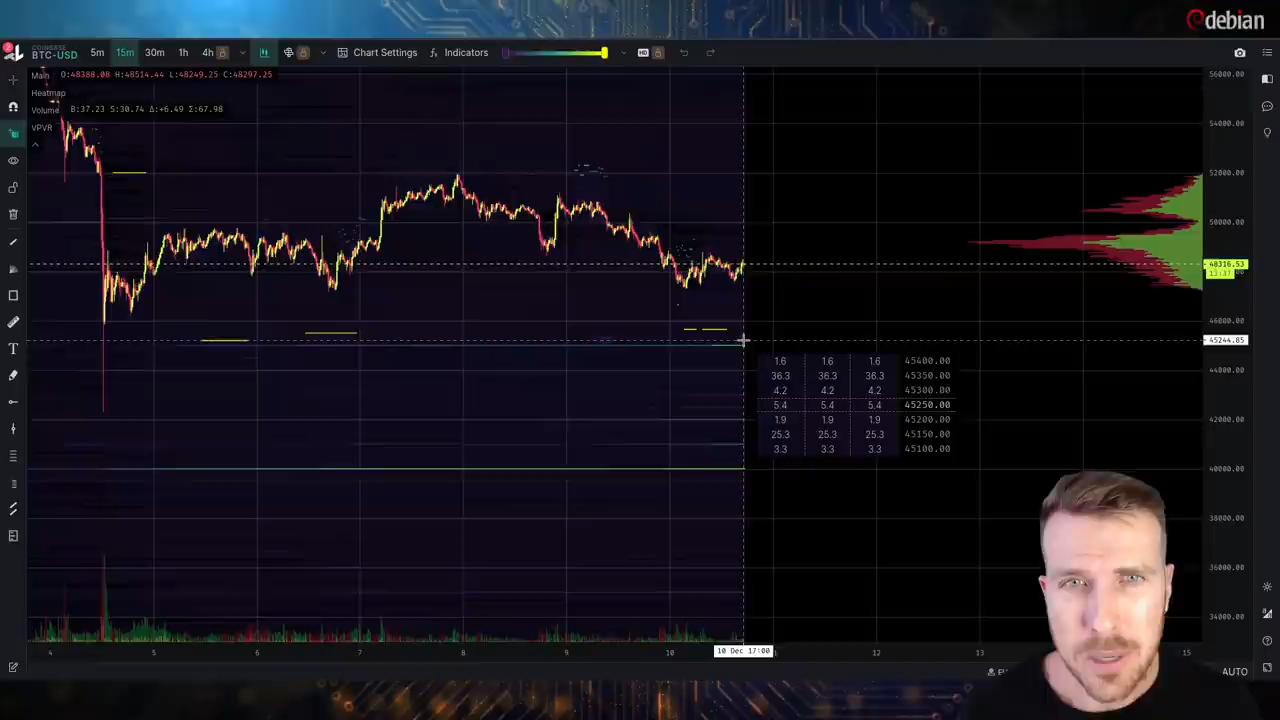 debian
2
COINBASE
BTC-USD
5m 15m 30m 1h 4h
Chart Settings
Indicators
HD
Main O:48388.08 H:48514.44 L:48249.25 C:48297.25
Heatmap
Volume B:37.23 S:30.74 Δ:+6.49 Σ:67.98
VPVR
56000.00
54000.00
52000.00
50000.00
48316.53
13:37
46000.00
45244.85
44000.00
42000.00
40000.00
38000.00
36000.00
34000.00
1.6 1.6 1.6 45400.00
36.3 36.3 36.3 45350.00
4.2 4.2 4.2 45300.00
5.4 5.4 5.4 45250.00
1.9 1.9 1.9 45200.00
25.3 25.3 25.3 45150.00
3.3 3.3 3.3 45100.00
4 5 6 7 8 9 10 10 Dec 17:00 12 13 15
AUTO